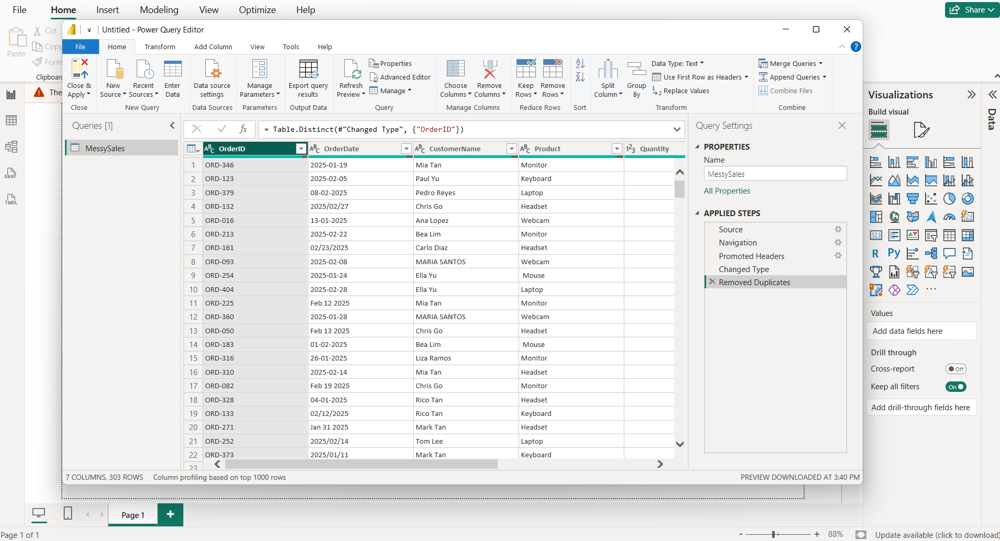 File Home Insert Modeling View Optimize Help Share
Paste
Cut
Copy
Form
Clipboard
The
Untitled - Power Query Editor
File Home Transform Add Column View Tools Help
Close & Apply
Close
New Source
Recent Sources
Enter Data
New Query
Data source settings
Data Sources
Manage Parameters
Parameters
Export query results
Output Data
Refresh Preview
Properties
Advanced Editor
Manage
Query
Choose Columns
Remove Columns
Manage Columns
Keep Rows
Remove Rows
Reduce Rows
Sort
Split Column
Group By
Data Type: Text
Use First Row as Headers
Replace Values
Transform
Merge Queries
Append Queries
Combine Files
Combine
Queries [1]
MessySales
fx = Table.Distinct(#"Changed Type", {"OrderID"})
OrderID OrderDate CustomerName Product Quantity
1 ORD-346 2025-01-19 Mia Tan Monitor
2 ORD-123 2025-02-05 Paul Yu Keyboard
3 ORD-379 08-02-2025 Pedro Reyes Laptop
4 ORD-132 2025/02/27 Chris Go Headset
5 ORD-016 13-01-2025 Ana Lopez Webcam
6 ORD-213 2025-02-22 Bea Lim Monitor
7 ORD-161 02/23/2025 Carlo Diaz Headset
8 ORD-093 2025-02-08 MARIA SANTOS Webcam
9 ORD-254 2025-01-24 Ella Yu Mouse
10 ORD-404 2025-02-28 Ella Yu Laptop
11 ORD-225 Feb 12 2025 Mia Tan Monitor
12 ORD-360 2025-01-28 MARIA SANTOS Webcam
13 ORD-050 Feb 13 2025 Chris Go Headset
14 ORD-183 01-02-2025 Bea Lim Mouse
15 ORD-316 26-01-2025 Liza Ramos Monitor
16 ORD-310 2025-02-14 Mia Tan Headset
17 ORD-082 Feb 19 2025 Chris Go Monitor
18 ORD-328 04-01-2025 Rico Tan Headset
19 ORD-133 02/12/2025 Rico Tan Keyboard
20 ORD-271 Jan 31 2025 Mark Tan Headset
21 ORD-252 2025/02/14 Tom Lee Laptop
22 ORD-373 2025/01/11 Mark Tan Keyboard
23
7 COLUMNS, 303 ROWS Column profiling based on top 1000 rows PREVIEW DOWNLOADED AT 3:40 PM
Query Settings
PROPERTIES
Name
MessySales
All Properties
APPLIED STEPS
Source
Navigation
Promoted Headers
Changed Type
Removed Duplicates
Visualizations
Build visual
Values
Add data fields here
Drill through
Cross-report Off
Keep all filters On
Add drill-through fields here
Data
DAX
TMDL
Page 1
Page 1 of 1
- + 88% Update available (click to download)